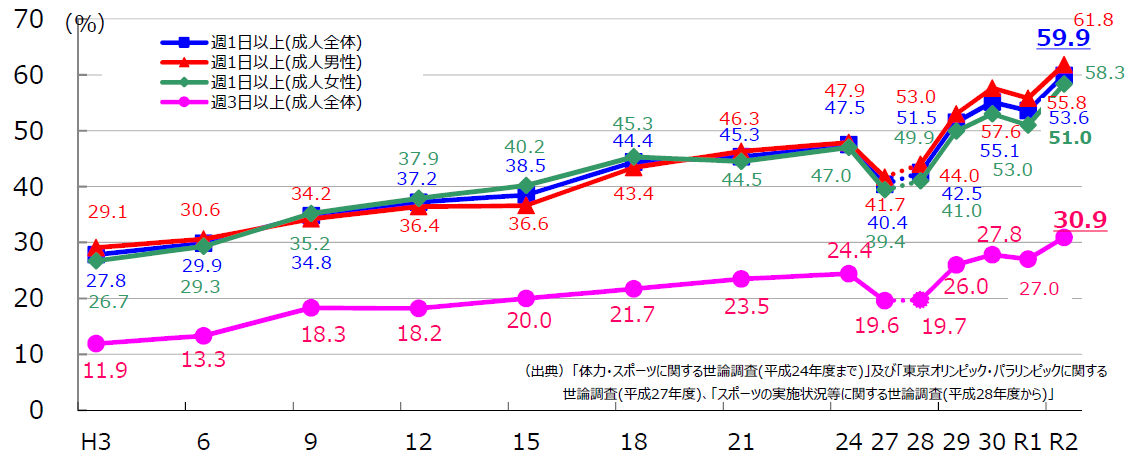 70 (%)
60
50
40
30
20
10
0
週1日以上(成人全体)
週1日以上(成人男性)
週1日以上(成人女性)
週3日以上(成人全体)
29.1 30.6 34.2 37.9 40.2 45.3 46.3 47.9 53.0 59.9 61.8
37.2 38.5 44.4 45.3 47.5 51.5 58.3
49.9 57.6 55.8
27.8 29.9 35.2 36.4 36.6 43.4 44.5 47.0 41.7 44.0 55.1 53.6
26.7 29.3 34.8 40.4 42.5 53.0 51.0
39.4 41.0
11.9 13.3 18.3 18.2 20.0 21.7 23.5 24.4 19.6 19.7 26.0 27.8 27.0 30.9
（出典）「体力・スポーツに関する世論調査(平成24年度まで)」及び「東京オリンピック・パラリンピックに関する
世論調査(平成27年度)、「スポーツの実施状況等に関する世論調査(平成28年度から)」
H3 6 9 12 15 18 21 24 27 28 29 30 R1 R2